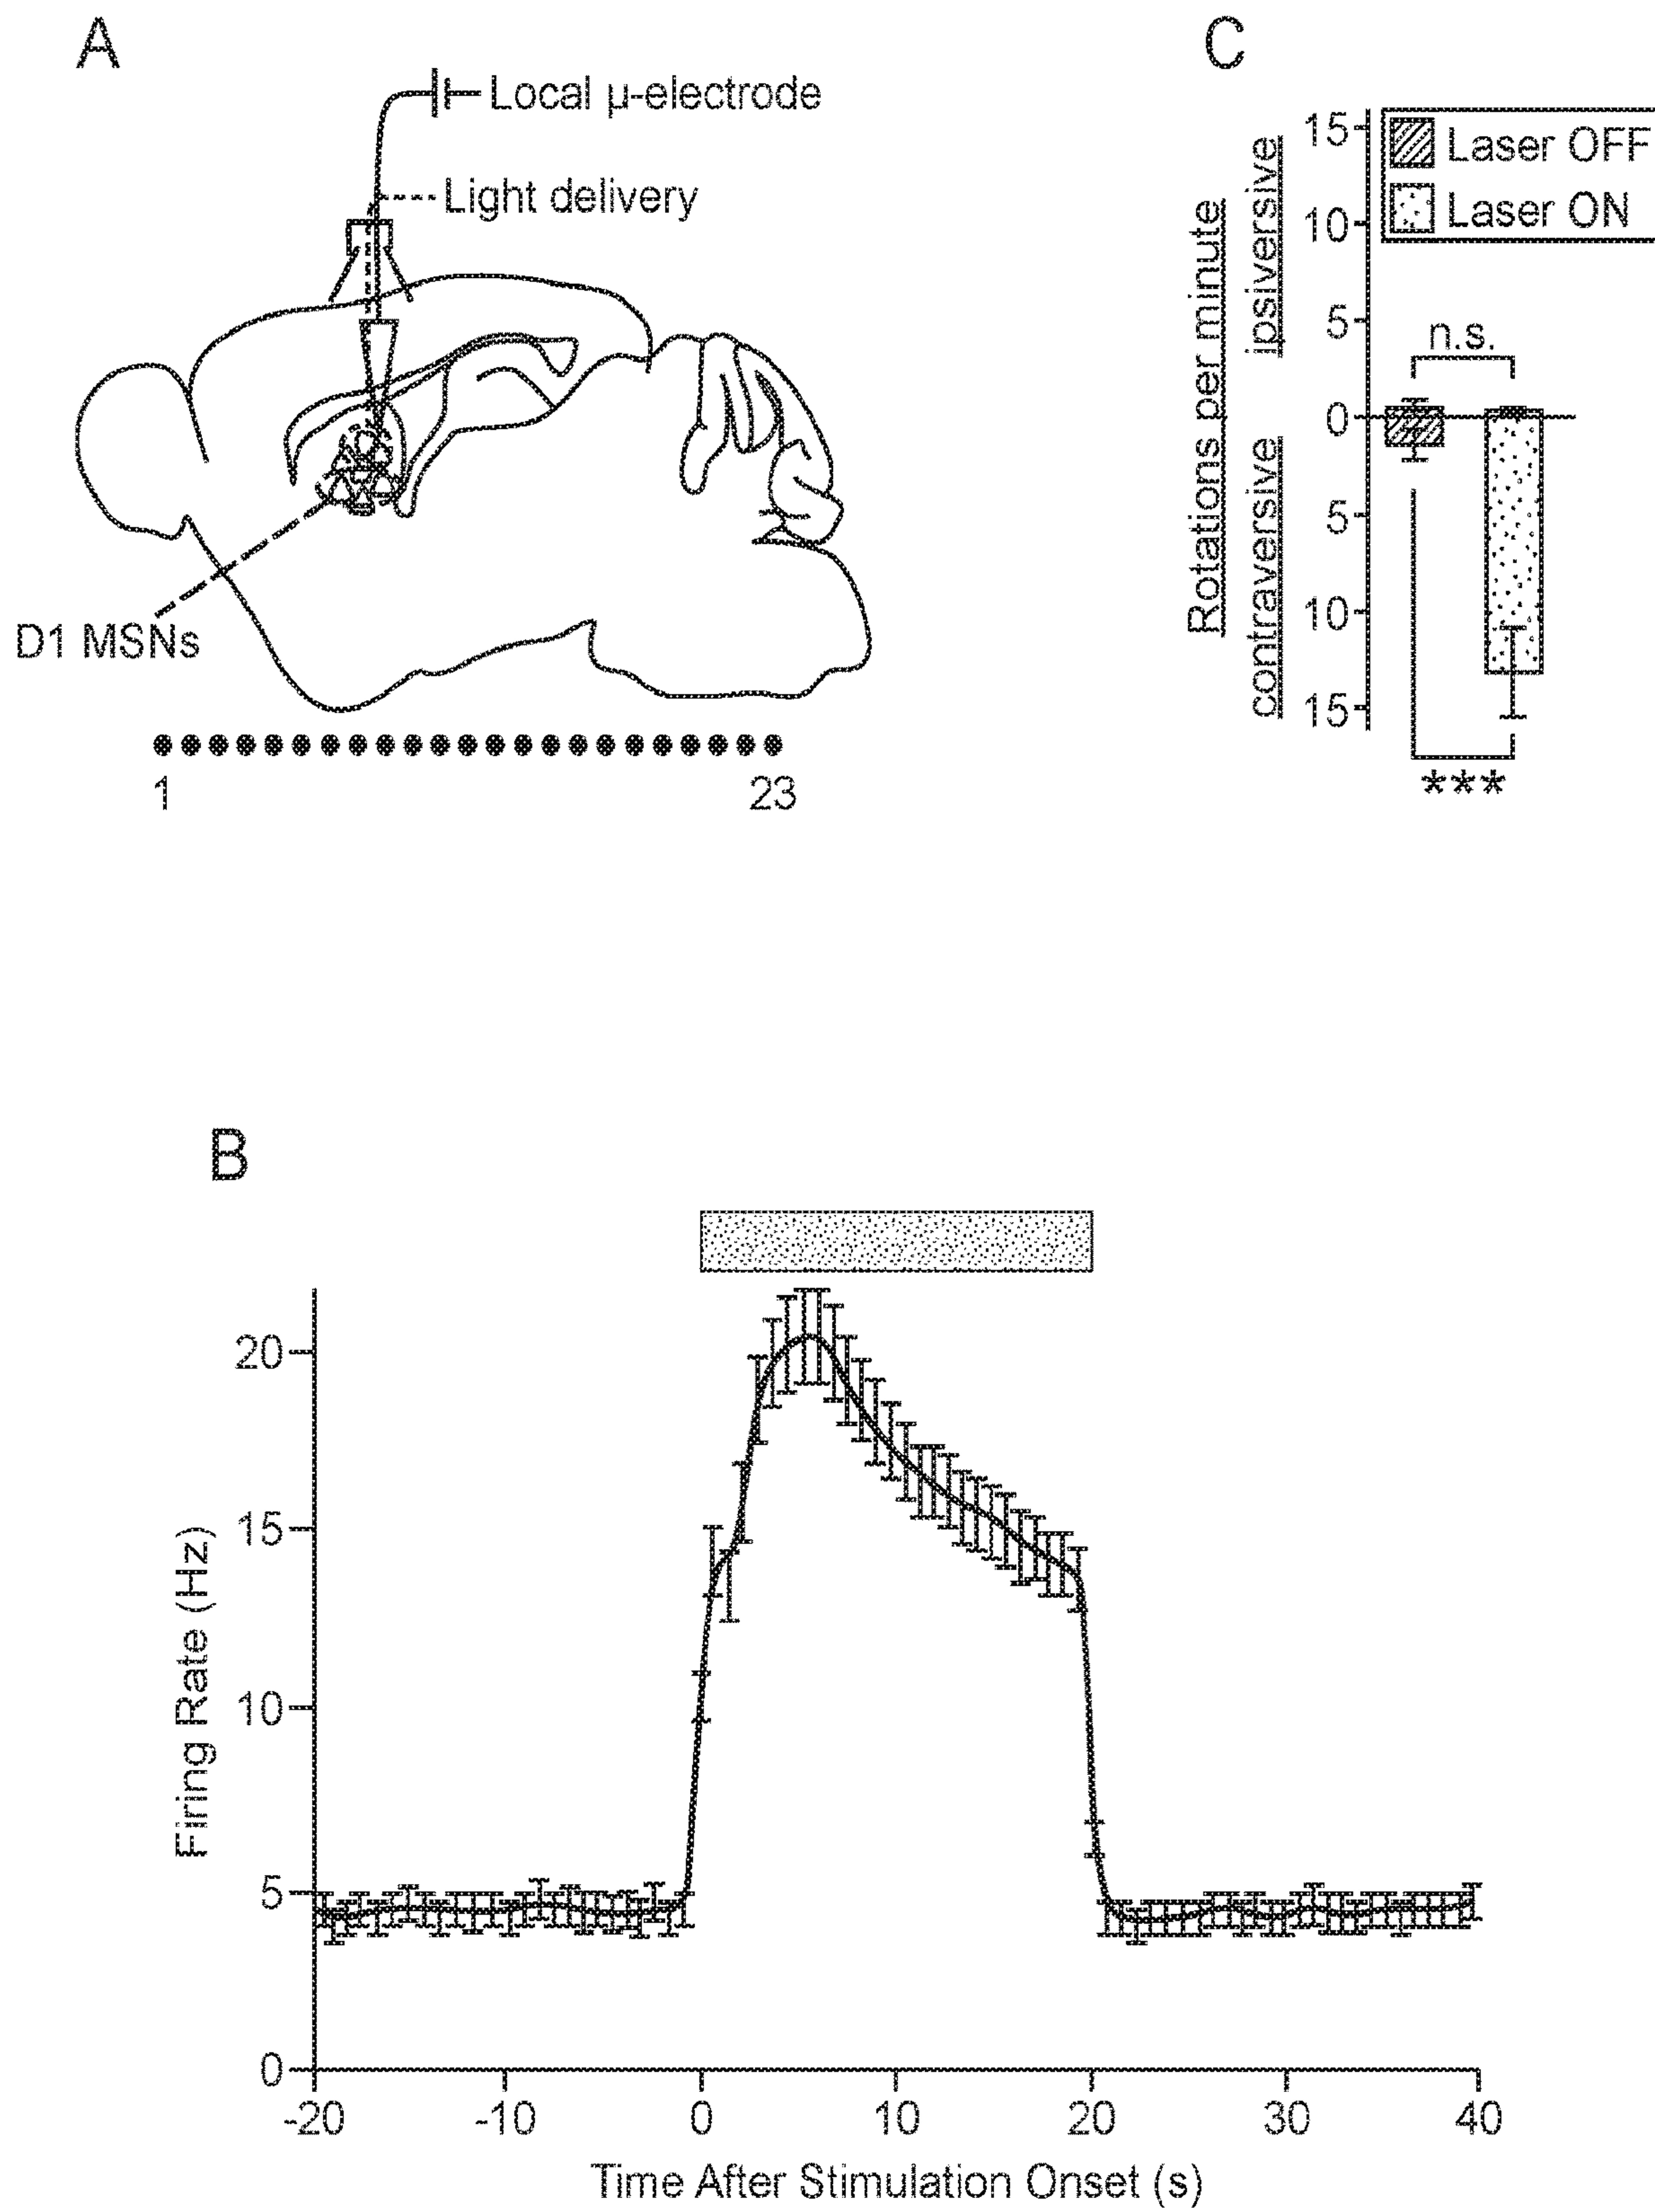 A
Local μ-electrode
Light delivery
D1 MSNs
1
23
C
Rotations per minute
ipsiversive
contraversive
15
10
5
0
5
10
15
Laser OFF
Laser ON
n.s.
***
B
Firing Rate (Hz)
20
15
10
5
0
-20
-10
0
10
20
30
40
Time After Stimulation Onset (s)